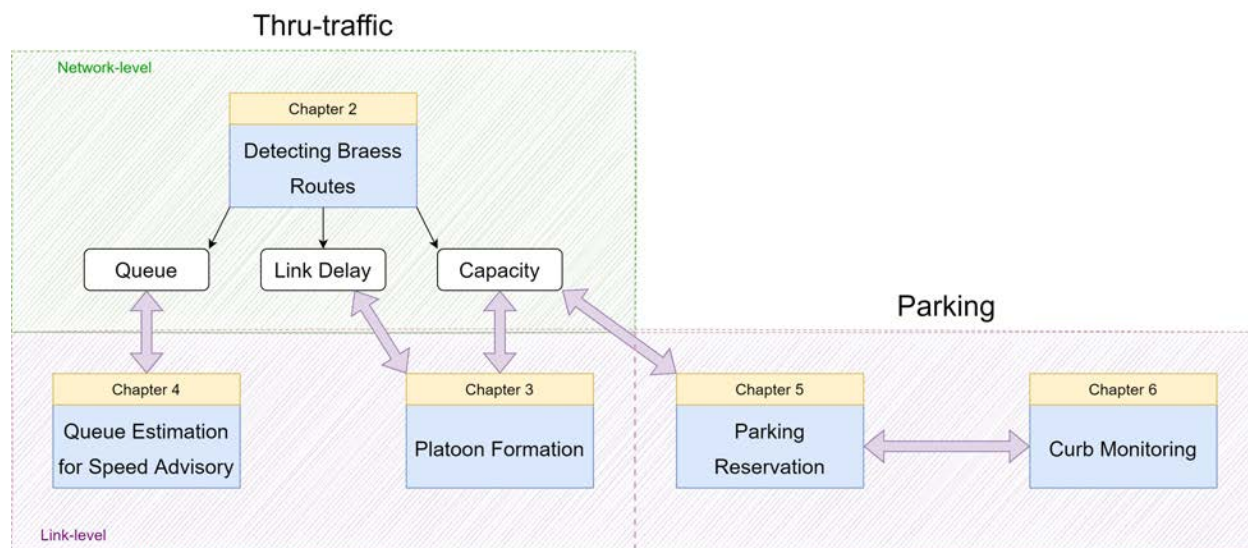 Thru-traffic
Network-level
Chapter 2
Detecting Braess
Routes
Queue
Link Delay
Capacity
Parking
Chapter 4
Queue Estimation
for Speed Advisory
Chapter 3
Platoon Formation
Chapter 5
Parking
Reservation
Chapter 6
Curb Monitoring
Link-level